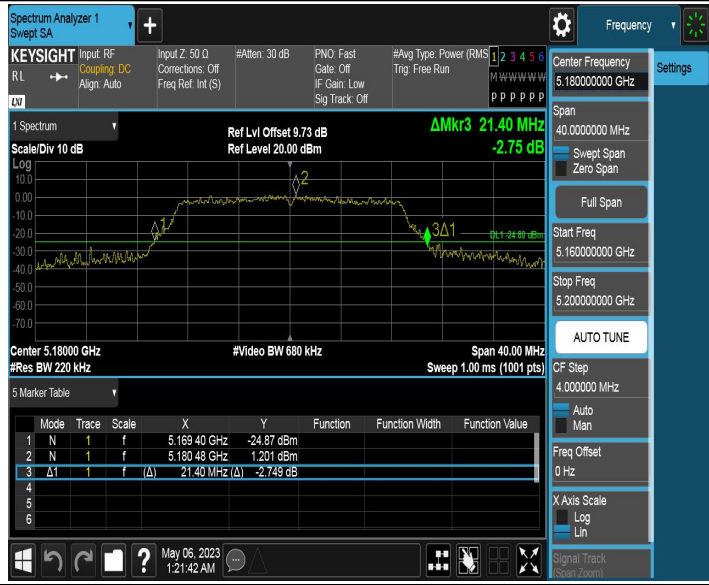 Spectrum Analyzer 1
Swept SA
Frequency
KEYSIGHT
RL
LXI
Input: RF
Coupling: DC
Align: Auto
Input Z: 50 Ω
Corrections: Off
Freq Ref: Int (S)
#Atten: 30 dB
PNO: Fast
Gate: Off
IF Gain: Low
Sig Track: Off
#Avg Type: Power (RMS
Trig: Free Run
1 2 3 4 5 6
M W W W W W
P P P P P P
Center Frequency
5.180000000 GHz
Settings
Span
40.0000000 MHz
Swept Span
Zero Span
Full Span
Start Freq
5.160000000 GHz
Stop Freq
5.200000000 GHz
AUTO TUNE
CF Step
4.000000 MHz
Auto
Man
Freq Offset
0 Hz
X Axis Scale
Log
Lin
Signal Track
(Span Zoom)
1 Spectrum
Scale/Div 10 dB
Ref Lvl Offset 9.73 dB
Ref Level 20.00 dBm
ΔMkr3 21.40 MHz
-2.75 dB
Log
10.0
0.00
-10.0
-20.0
-30.0
-40.0
-50.0
-60.0
-70.0
1
2
3Δ1
DL1 -24.80 dBm
Center 5.18000 GHz
#Res BW 220 kHz
#Video BW 680 kHz
Span 40.00 MHz
Sweep 1.00 ms (1001 pts)
5 Marker Table
Mode Trace Scale X Y Function Function Width Function Value
1 N 1 f 5.169 40 GHz -24.87 dBm
2 N 1 f 5.180 48 GHz 1.201 dBm
3 Δ1 1 f (Δ) 21.40 MHz (Δ) -2.749 dB
4
5
6
?
May 06, 2023
1:21:42 AM